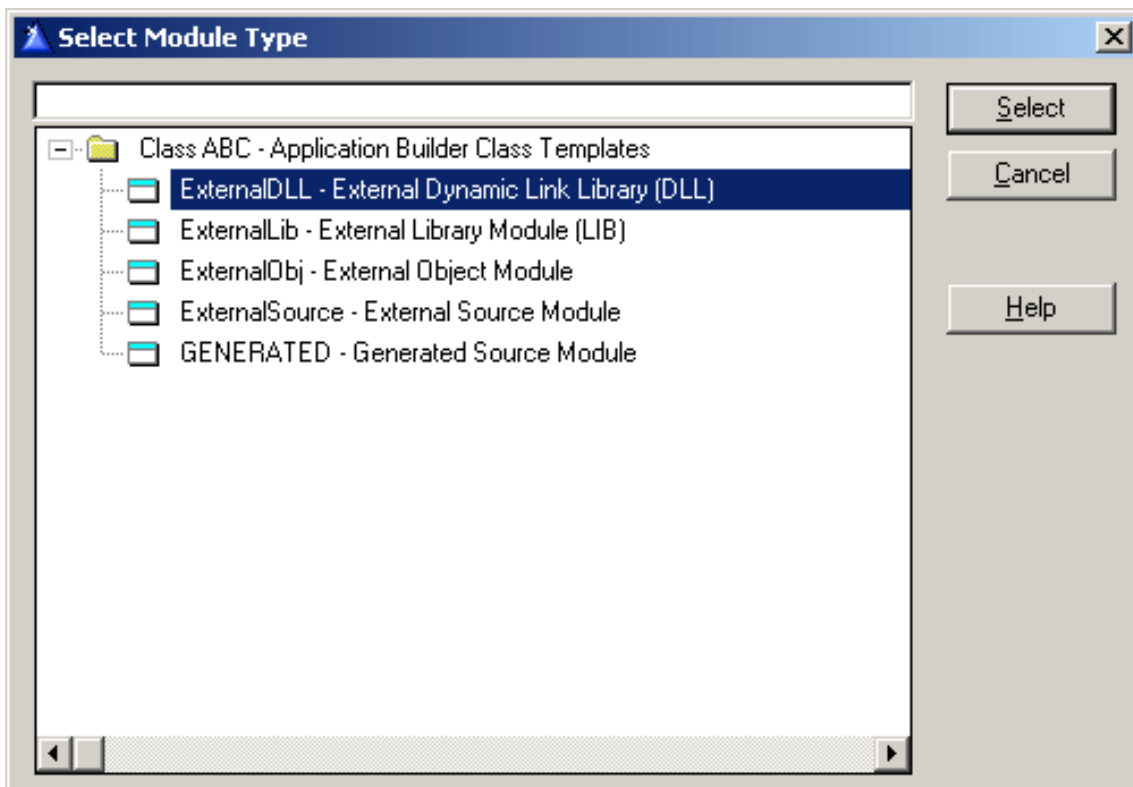 Select Module Type
Select
Class ABC - Application Builder Class Templates
Cancel
ExternalDLL - External Dynamic Link Library (DLL)
ExternalLib - External Library Module (LIB)
ExternalObj - External Object Module
ExternalSource - External Source Module
Help
GENERATED - Generated Source Module